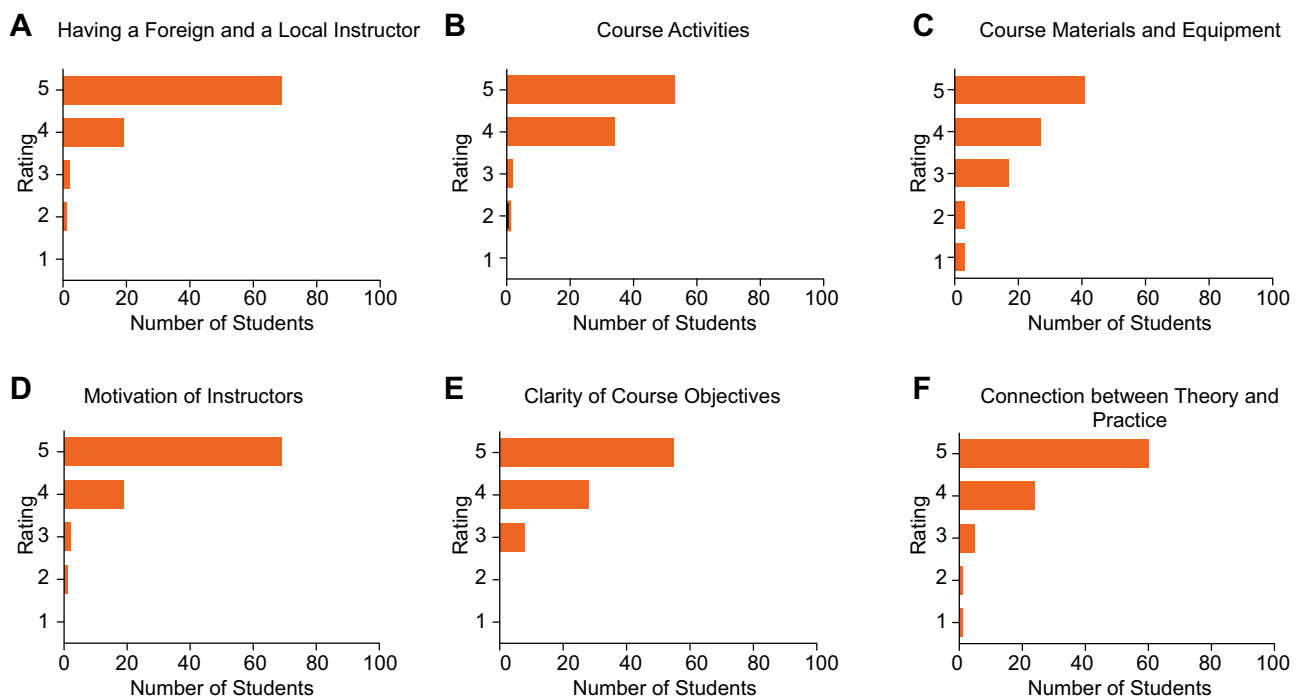 A Having a Foreign and a Local Instructor
Rating
5
4
3
2
1
0 20 40 60 80 100
Number of Students
B Course Activities
Rating
5
4
3
2
1
0 20 40 60 80 100
Number of Students
C Course Materials and Equipment
Rating
5
4
3
2
1
0 20 40 60 80 100
Number of Students
D Motivation of Instructors
Rating
5
4
3
2
1
0 20 40 60 80 100
Number of Students
E Clarity of Course Objectives
Rating
5
4
3
2
1
0 20 40 60 80 100
Number of Students
F Connection between Theory and
Practice
Rating
5
4
3
2
1
0 20 40 60 80 100
Number of Students